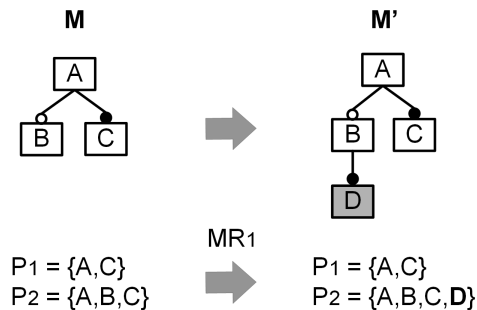 M
M’
A
A
B
C
B
C
D
MR1
P1 = {A,C}
P1 = {A,C}
P2 = {A,B,C}
P2 = {A,B,C,D}